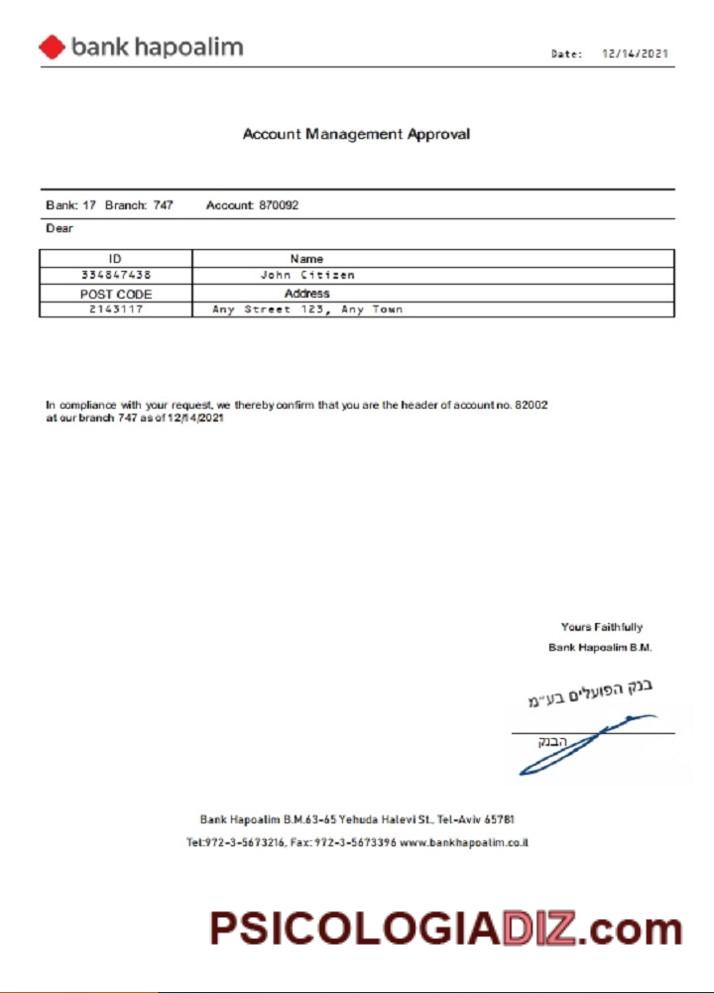 bank hapoalim
Date: 12/14/2021
Account Management Approval
Bank: 17 Branch: 747 Account: 870092
Dear
ID Name
334847438 John Citizen
POST CODE Address
2143117 Any Street 123, Any Town
In compliance with your request, we thereby confirm that you are the header of account no. 82002
at our branch 747 as of 12/14/2021
Yours Faithfully
Bank Hapoalim B.M.
בנק הפועלים בע״מ
הבנק
Bank Hapoalim B.M.63-65 Yehuda Halevi St., Tel-Aviv 65781
Tel:972-3-5673216, Fax: 972-3-5673396 www.bankhapoalim.co.il
PSICOLOGIADIZ.com